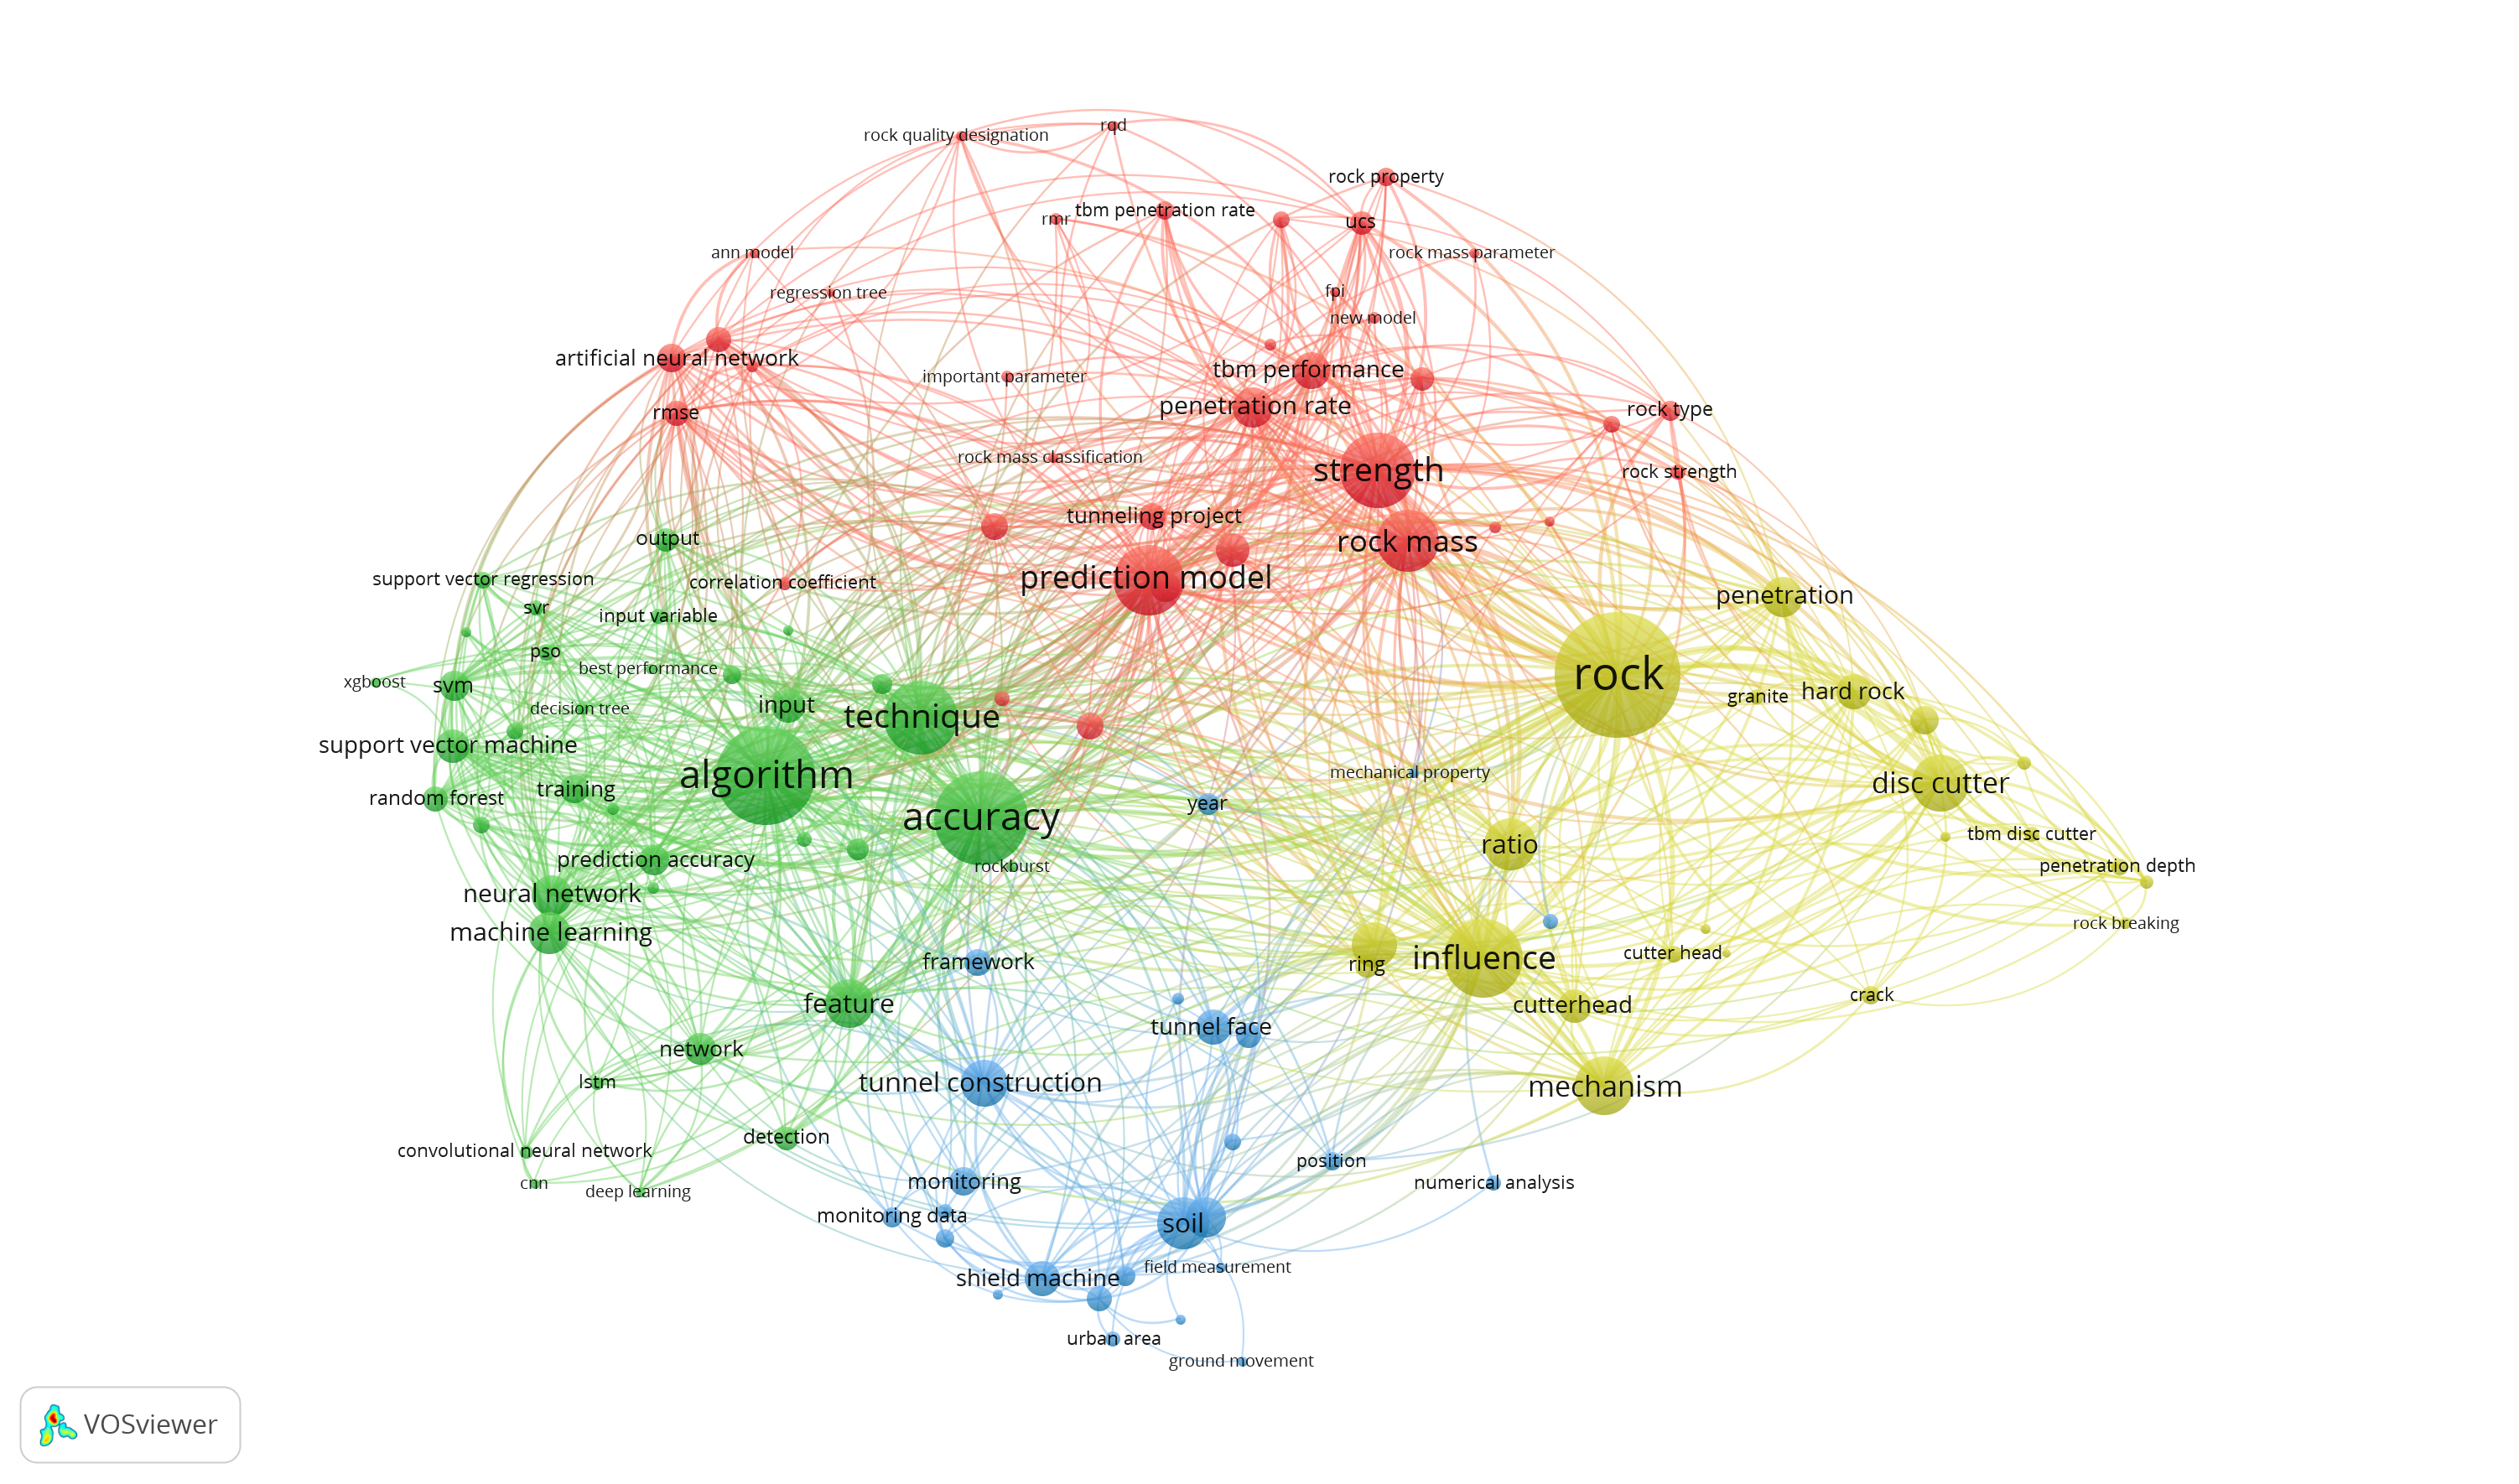 rqd
rock quality designation
rock property
tbm penetration rate
rmr
ucs
ann model
rock mass parameter
fpi
regression tree
new model
artificial neural network
tbm performance
important parameter
penetration rate
rmse
rock type
rock mass classification
strength
rock strength
tunneling project
output
rock mass
support vector regression
correlation coefficient
prediction model
penetration
svr
input variable
pso
best performance
rock
xgboost
svm
hard rock
granite
input
decision tree
technique
support vector machine
algorithm
mechanical property
disc cutter
training
random forest
year
accuracy
tbm disc cutter
ratio
prediction accuracy
rockburst
penetration depth
neural network
machine learning
rock breaking
framework
ring
influence
cutter head
crack
feature
cutterhead
tunnel face
network
lstm
tunnel construction
mechanism
detection
convolutional neural network
position
monitoring
cnn
deep learning
numerical analysis
monitoring data
soil
field measurement
shield machine
urban area
ground movement
VOSviewer